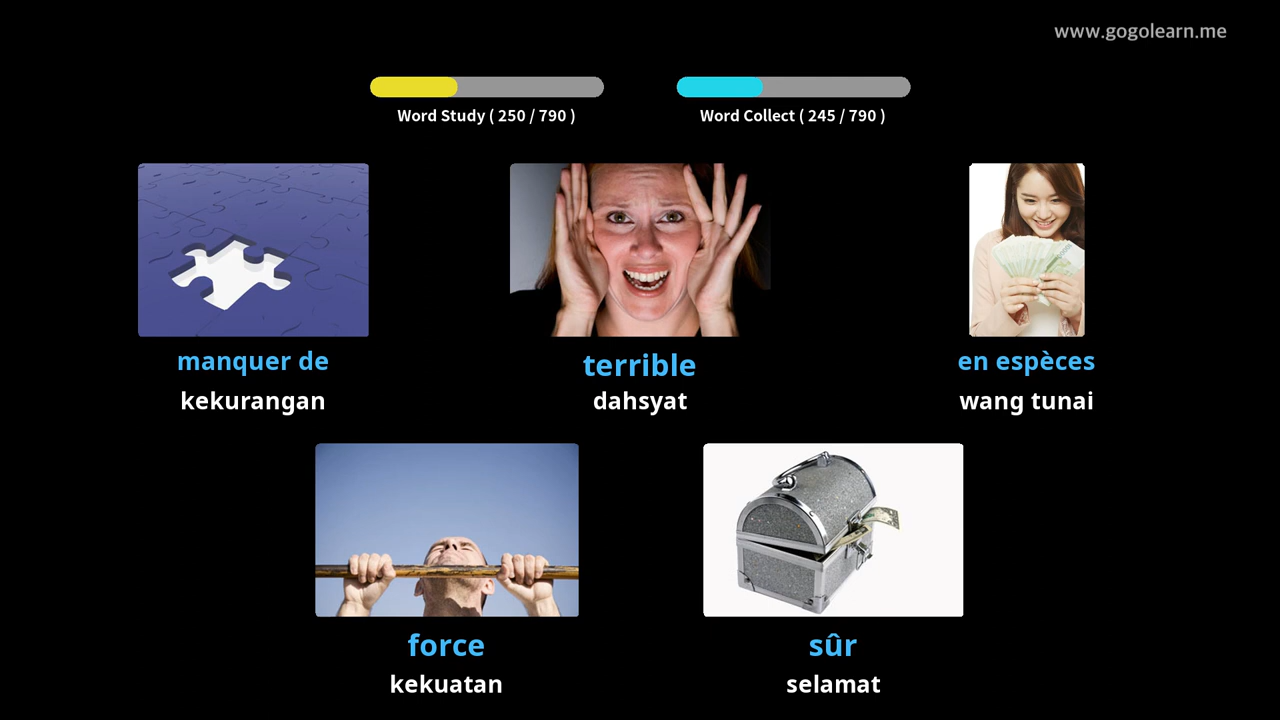 www.gogolearn.me
Word Study ( 250 / 790 )
Word Collect ( 245 / 790 )
manquer de
kekurangan
terrible
dahsyat
en espèces
wang tunai
force
kekuatan
sûr
selamat